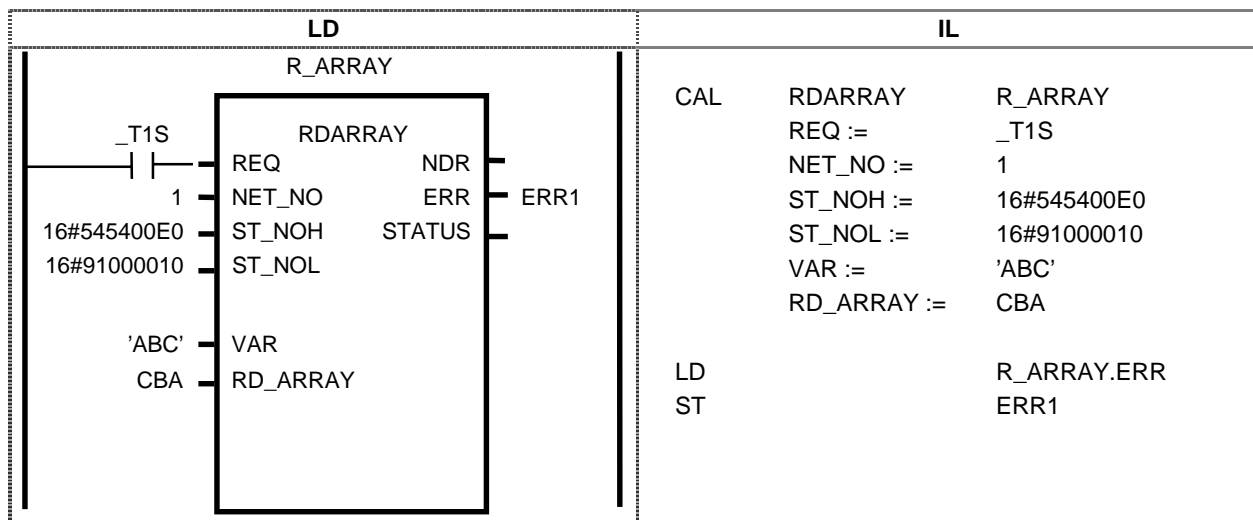 LD IL
R_ARRAY
RDARRAY
_T1S REQ NDR
1 NET_NO ERR ERR1
16#545400E0 ST_NOH STATUS
16#91000010 ST_NOL
'ABC' VAR
CBA RD_ARRAY
CAL RDARRAY R_ARRAY
REQ := _T1S
NET_NO := 1
ST_NOH := 16#545400E0
ST_NOL := 16#91000010
VAR := 'ABC'
RD_ARRAY := CBA
LD R_ARRAY.ERR
ST ERR1